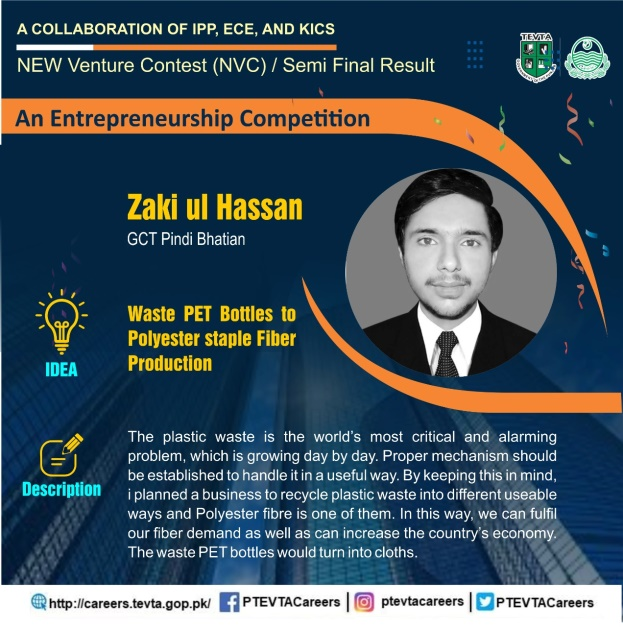 A COLLABORATION OF IPP, ECE, AND KICS
NEW Venture Contest (NVC) / Semi Final Result
TEVTA
An Entrepreneurship Competition
Zaki ul Hassan
GCT Pindi Bhatian
Waste PET Bottles to
Polyester staple Fiber
Production
IDEA
The plastic waste is the world's most critical and alarming
problem, which is growing day by day. Proper mechanism should
be established to handle it in a useful way. By keeping this in mind,
i planned a business to recycle plastic waste into different useable
ways and Polyester fibre is one of them. In this way, we can fulfil
our fiber demand as well as can increase the country's economy.
The waste PET bottles would turn into cloths.
Description
http://careers.tevta.gop.pk/ PTEVTACareers ptevtacareers PTEVTACareers